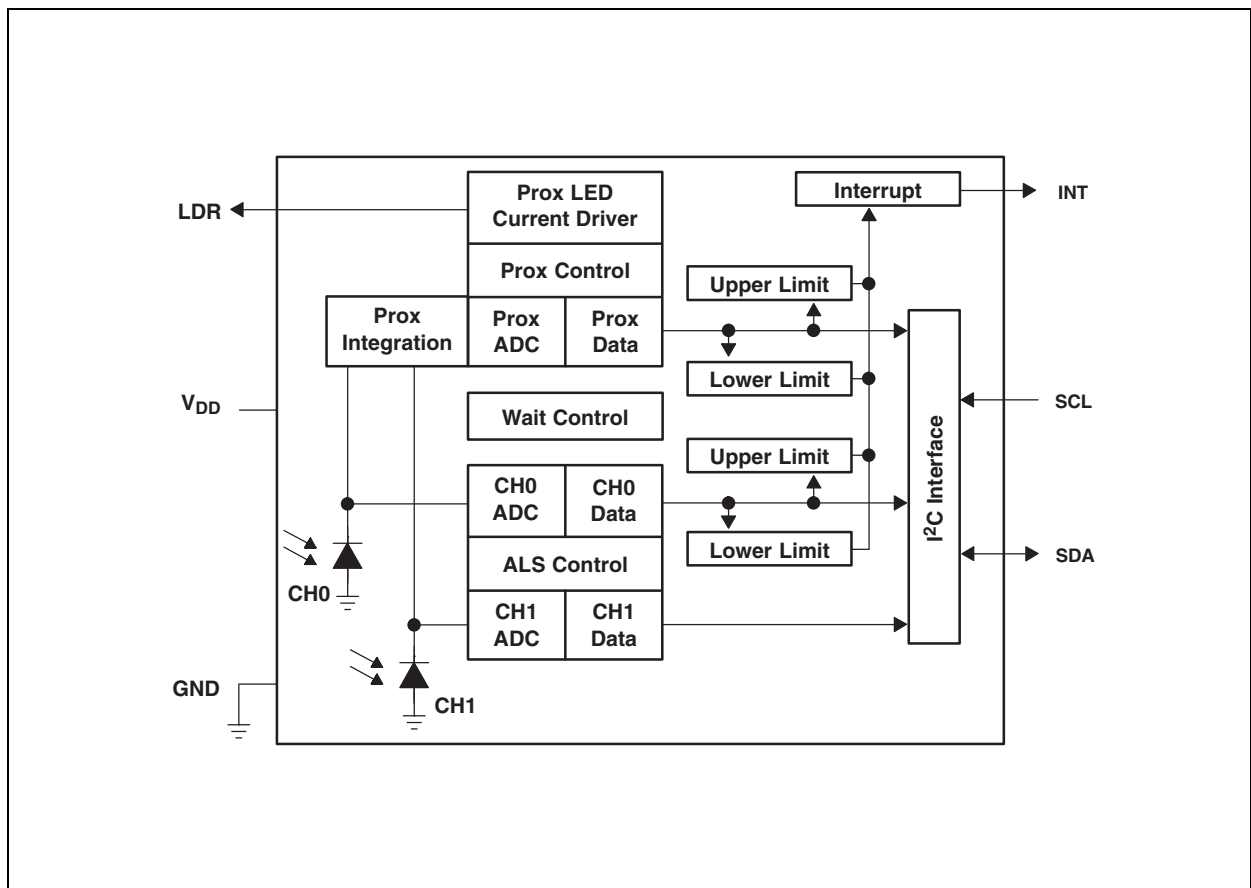 LDR
Prox LED
Current Driver
Interrupt
INT
Prox Control
Upper Limit
Prox
Integration
Prox
ADC
Prox
Data
Lower Limit
VDD
Wait Control
SCL
Upper Limit
CH0
ADC
CH0
Data
I²C Interface
Lower Limit
SDA
ALS Control
CH0
CH1
ADC
CH1
Data
GND
CH1